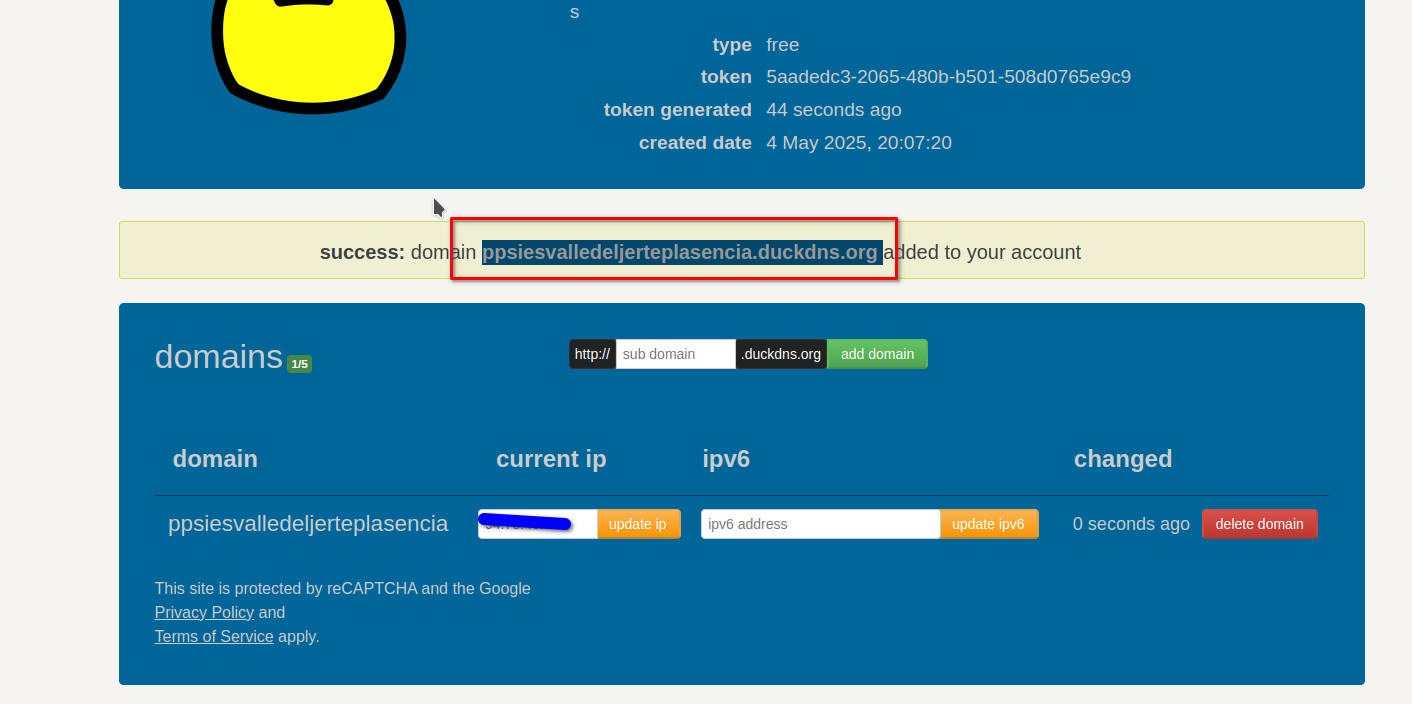 s
type free
token 5aadedc3-2065-480b-b501-508d0765e9c9
token generated 44 seconds ago
created date 4 May 2025, 20:07:20
success: domain ppsiesvalledeljerteplasencia.duckdns.org added to your account
domains 1/5 http:// sub domain .duckdns.org add domain
domain current ip ipv6 changed
ppsiesvalledeljerteplasencia update ip ipv6 address update ipv6 0 seconds ago delete domain
This site is protected by reCAPTCHA and the Google
Privacy Policy and
Terms of Service apply.